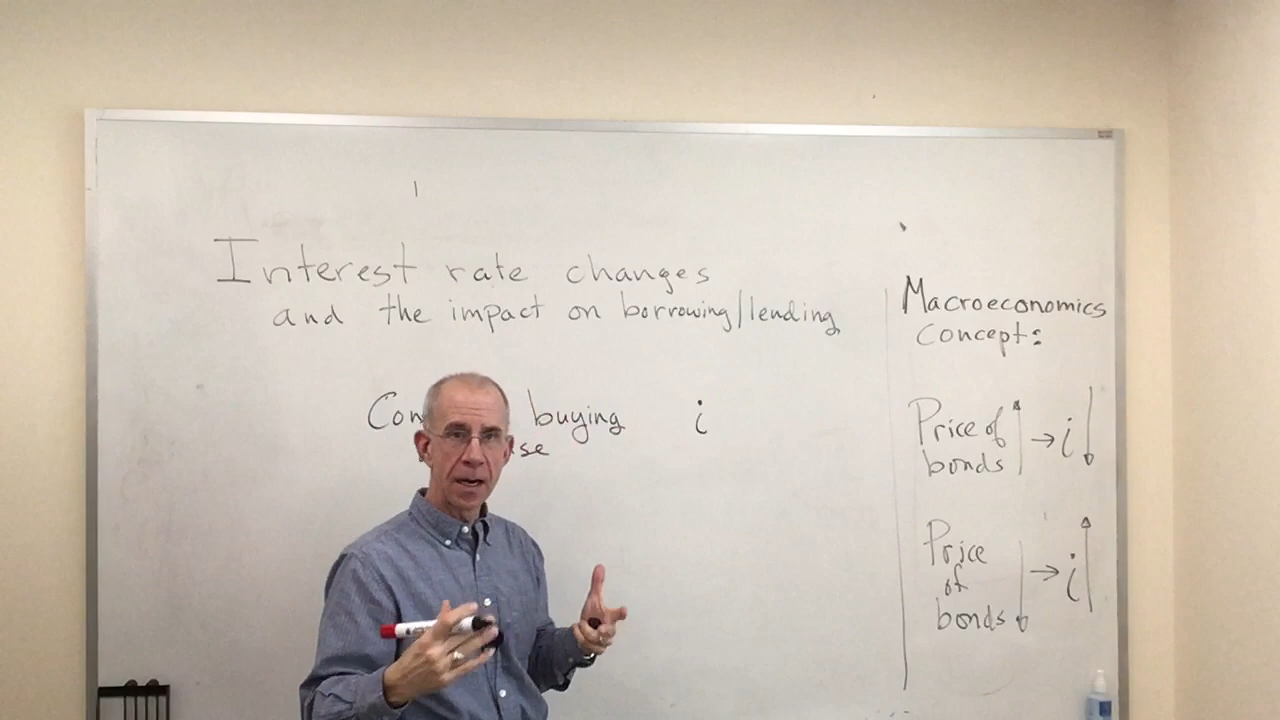 Interest rate changes
and the impact on borrowing/lending
buying i
Macroeconomics
Concept:
Price of
bonds → i
Price
of
bonds → i